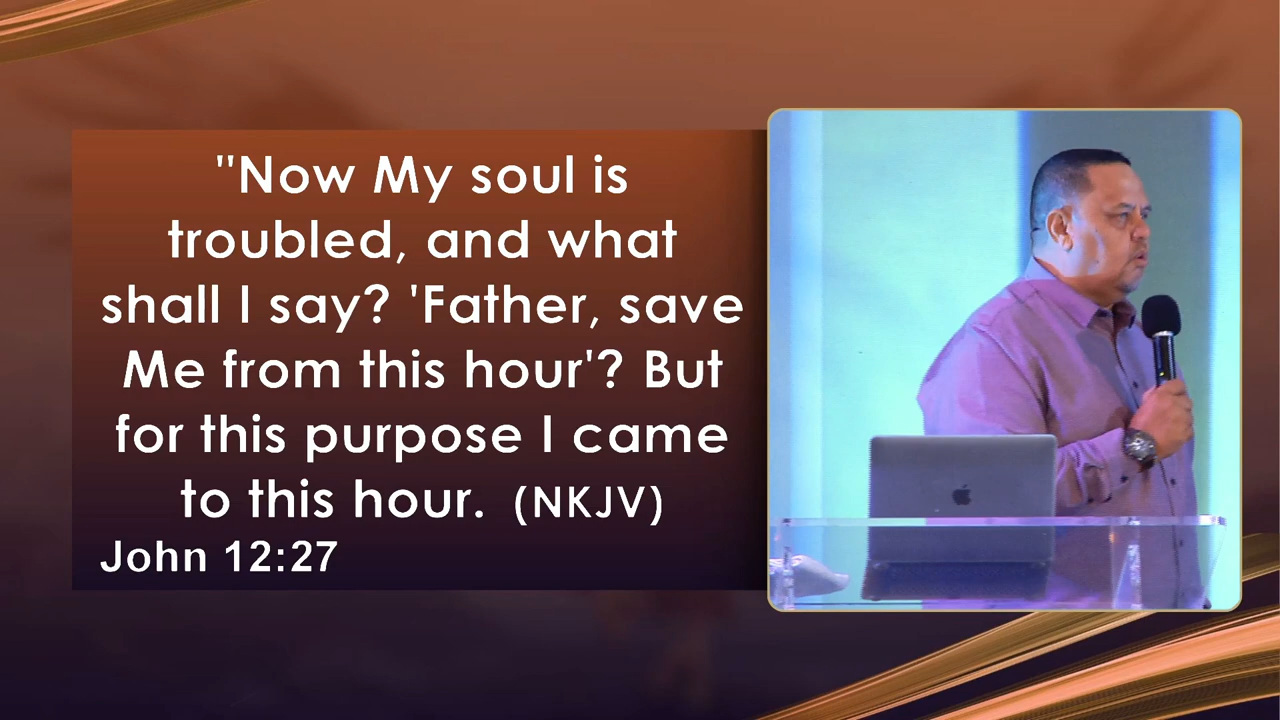 "Now My soul is
troubled, and what
shall I say? 'Father, save
Me from this hour'? But
for this purpose I came
to this hour. (NKJV)
John 12:27